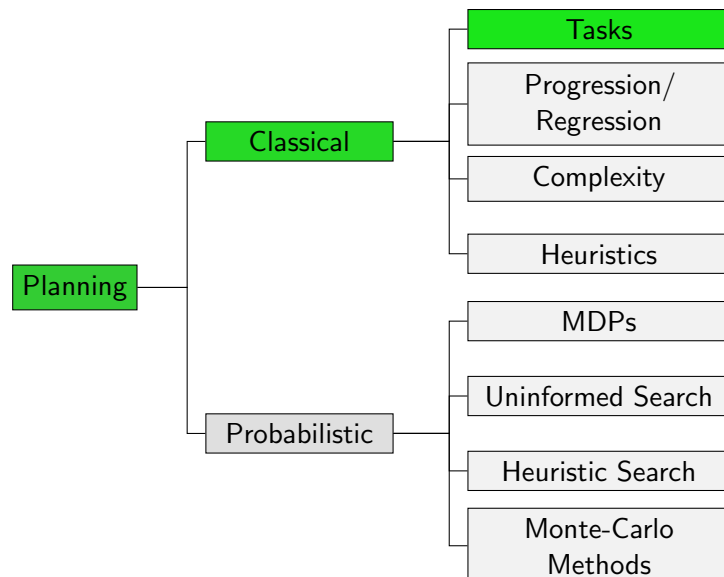 Planning
Classical
Tasks
Progression/
Regression
Complexity
Heuristics
Probabilistic
MDPs
Uninformed Search
Heuristic Search
Monte-Carlo
Methods